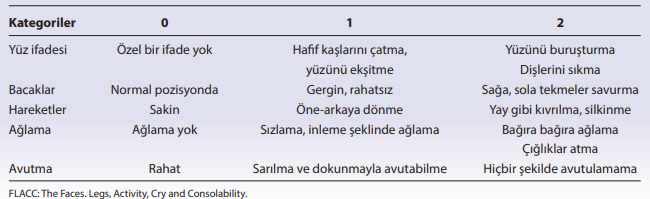 Kategoriler 0 1 2
Yüz ifadesi Özel bir ifade yok Hafif kaşlarını çatma, Yüzünü buruşturma
yüzünü ekşitme Dişlerini sıkma
Bacaklar Normal pozisyonda Gergin, rahatsız Sağa, sola tekmeler savurma
Hareketler Sakin Öne-arkaya dönme Yay gibi kıvrılma, silkinme
Ağlama Ağlama yok Sızlama, inleme şeklinde ağlama Bağıra bağıra ağlama
Çığlıklar atma
Avutma Rahat Sarılma ve dokunmayla avutabilme Hiçbir şekilde avutulamama
FLACC: The Faces. Legs, Activity, Cry and Consolability.